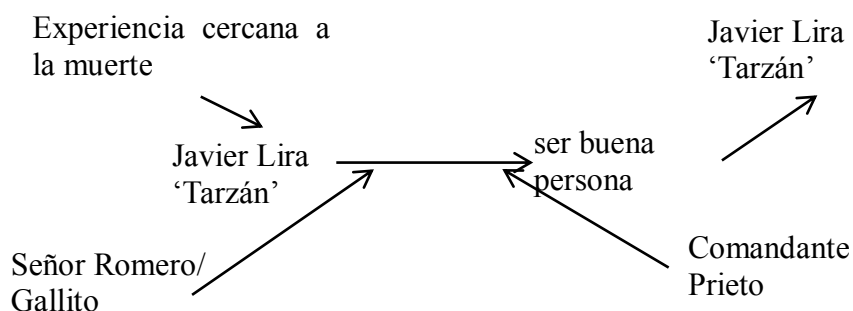 Experiencia cercana a
la muerte
Javier Lira
‘Tarzán’
Javier Lira
‘Tarzán’
ser buena
persona
Señor Romero/
Gallito
Comandante
Prieto